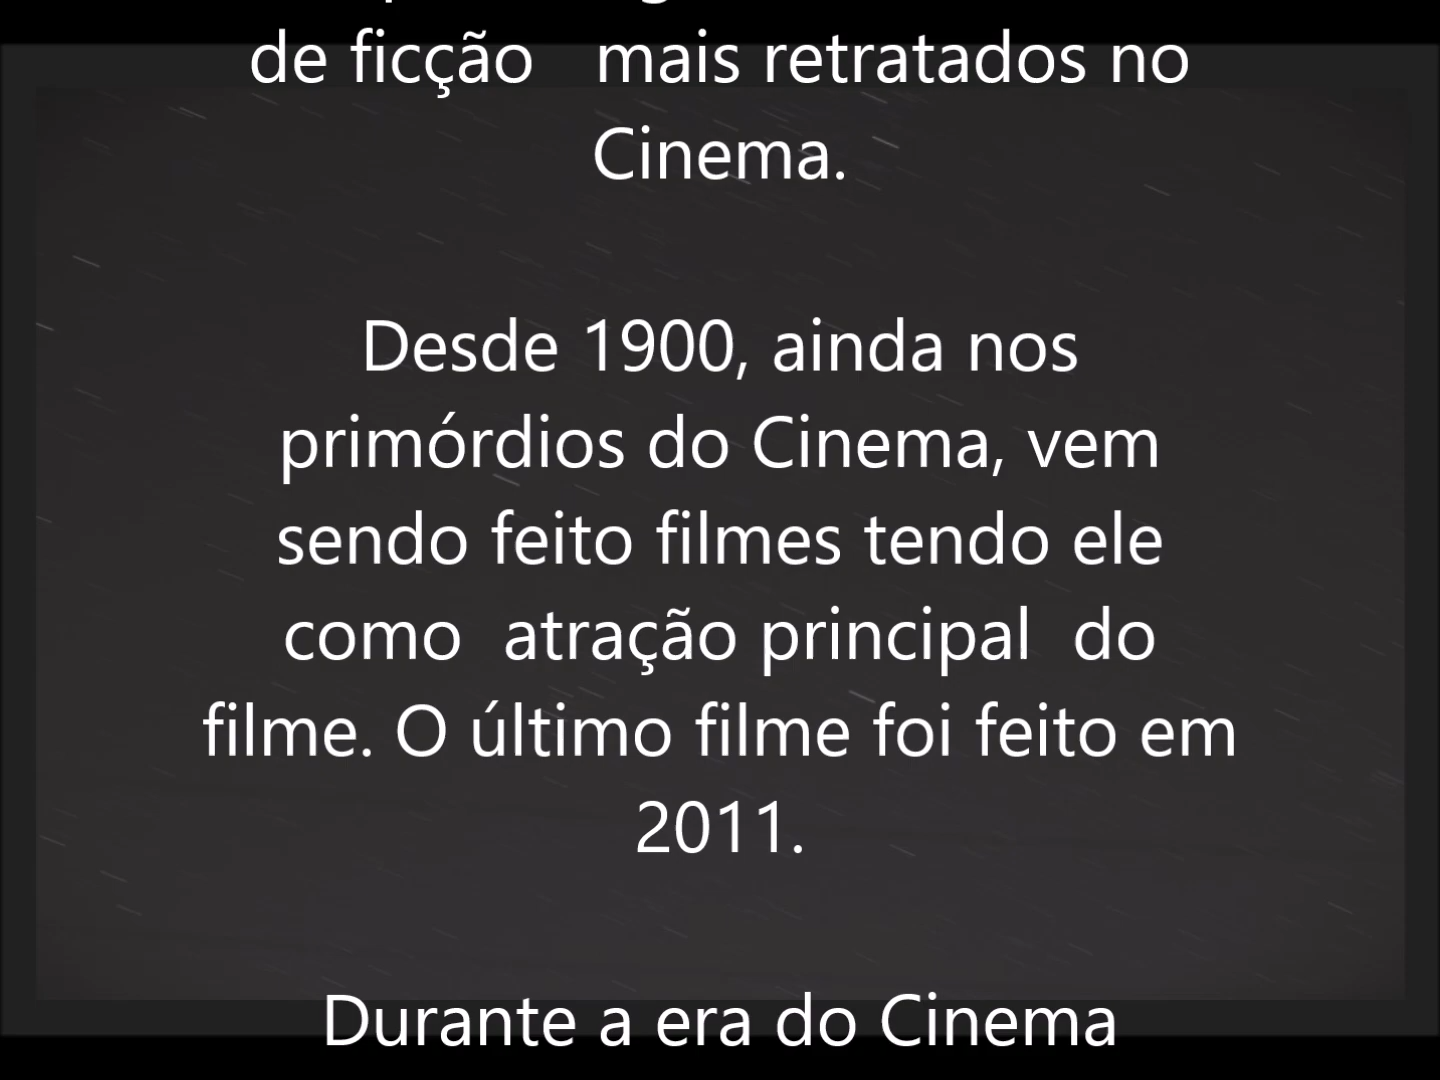 de ficção mais retratados no
Cinema.
Desde 1900, ainda nos
primórdios do Cinema, vem
sendo feito filmes tendo ele
como atração principal do
filme. O último filme foi feito em
2011.
Durante a era do Cinema